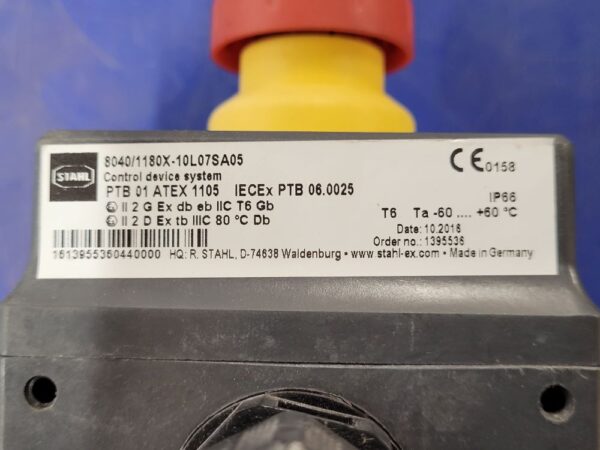 STAHL
8040/1180X-10L07SA05
Control device system
PTB 01 ATEX 1105 IECEx PTB 06.0025
II 2 G Ex db eb IIC T6 Gb
II 2 D Ex tb IIIC 80 °C Db
1613955360440000 HQ: R. STAHL, D-74638 Waldenburg • www.stahl-ex.com • Made in Germany
CE 0158
IP66
T6 Ta -60 .... +60 °C
Date: 10.2016
Order no.: 1395536